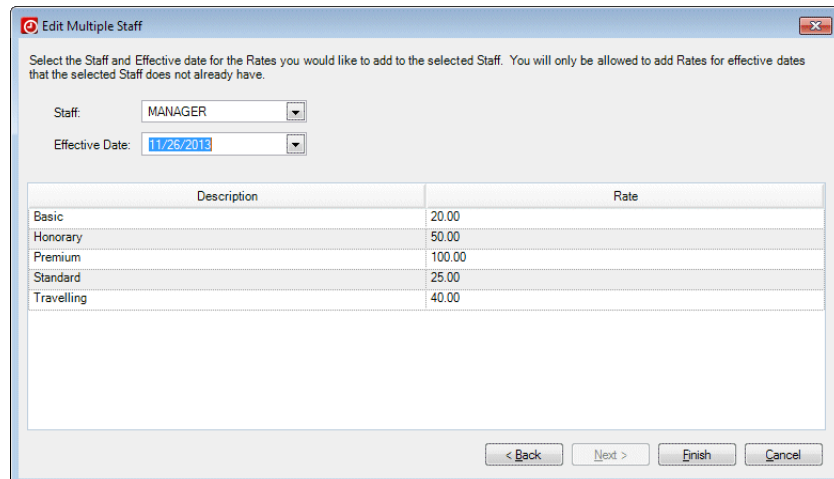 Edit Multiple Staff
Select the Staff and Effective date for the Rates you would like to add to the selected Staff. You will only be allowed to add Rates for effective dates
that the selected Staff does not already have.
Staff: MANAGER
Effective Date: 11/26/2013
Description Rate
Basic 20.00
Honorary 50.00
Premium 100.00
Standard 25.00
Travelling 40.00
< Back Next > Finish Cancel